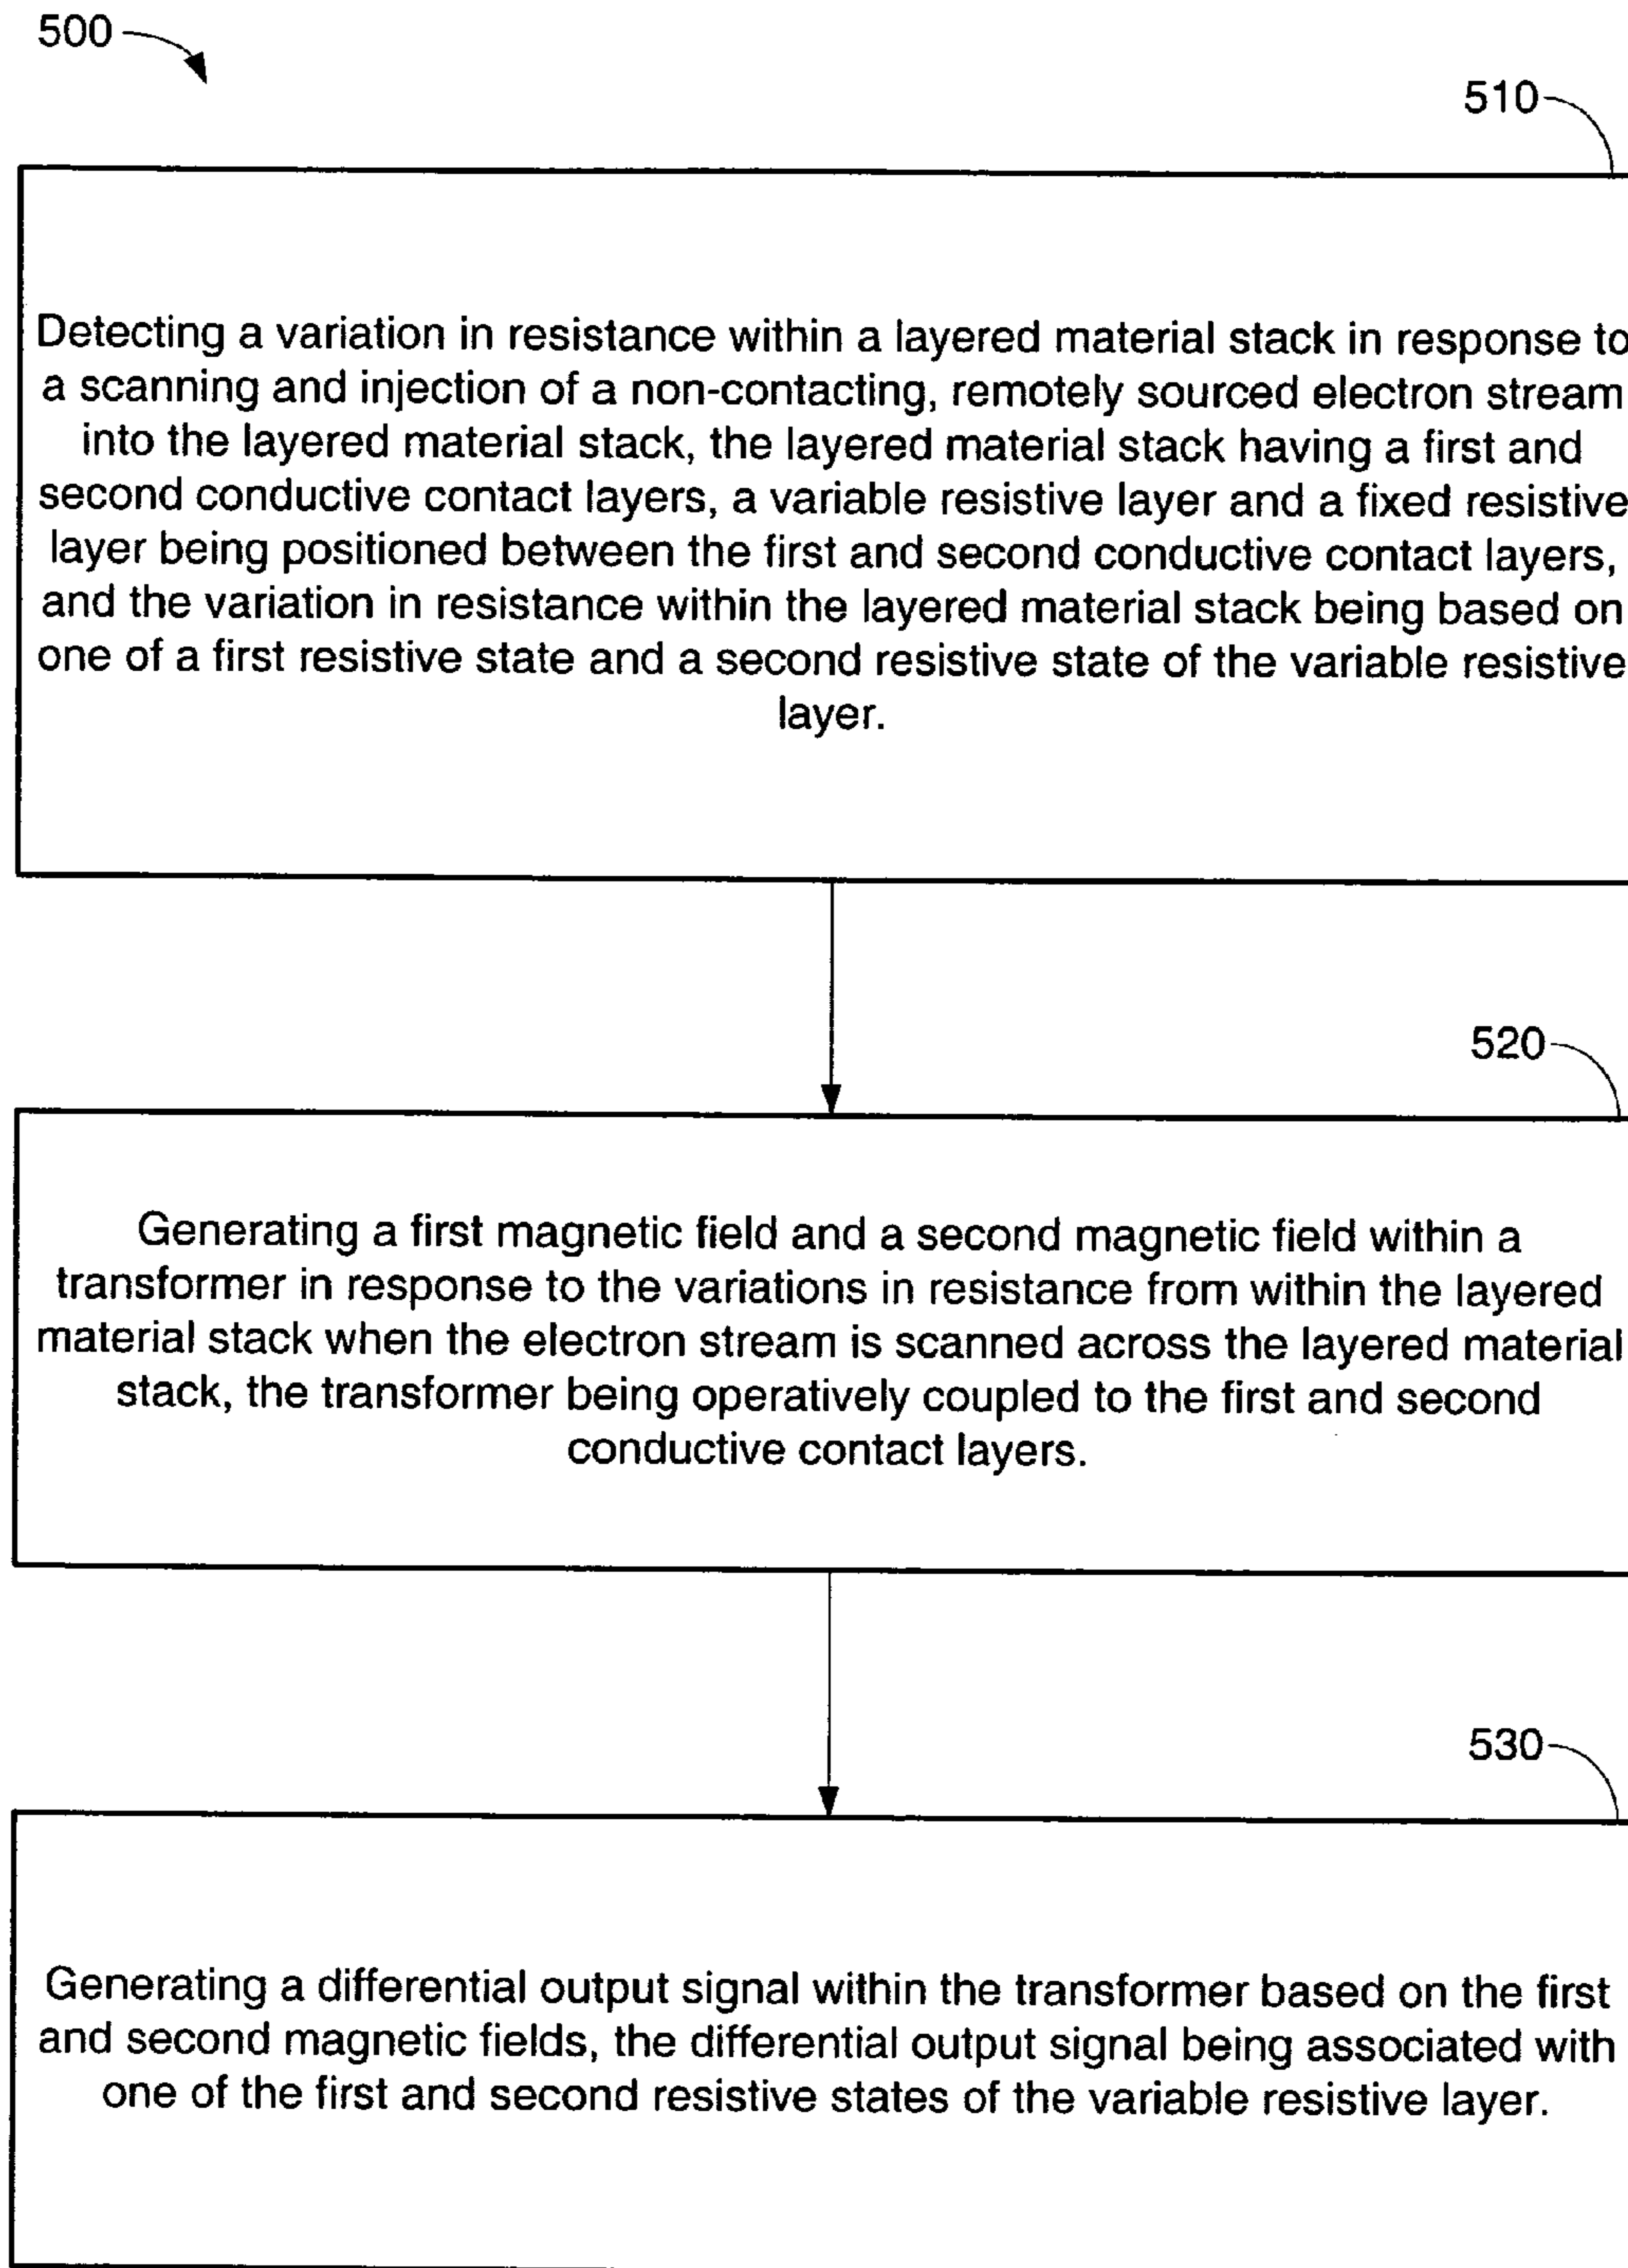 500
510
Detecting a variation in resistance within a layered material stack in response to
a scanning and injection of a non-contacting, remotely sourced electron stream
into the layered material stack, the layered material stack having a first and
second conductive contact layers, a variable resistive layer and a fixed resistive
layer being positioned between the first and second conductive contact layers,
and the variation in resistance within the layered material stack being based on
one of a first resistive state and a second resistive state of the variable resistive
layer.
520
Generating a first magnetic field and a second magnetic field within a
transformer in response to the variations in resistance from within the layered
material stack when the electron stream is scanned across the layered material
stack, the transformer being operatively coupled to the first and second
conductive contact layers.
530
Generating a differential output signal within the transformer based on the first
and second magnetic fields, the differential output signal being associated with
one of the first and second resistive states of the variable resistive layer.